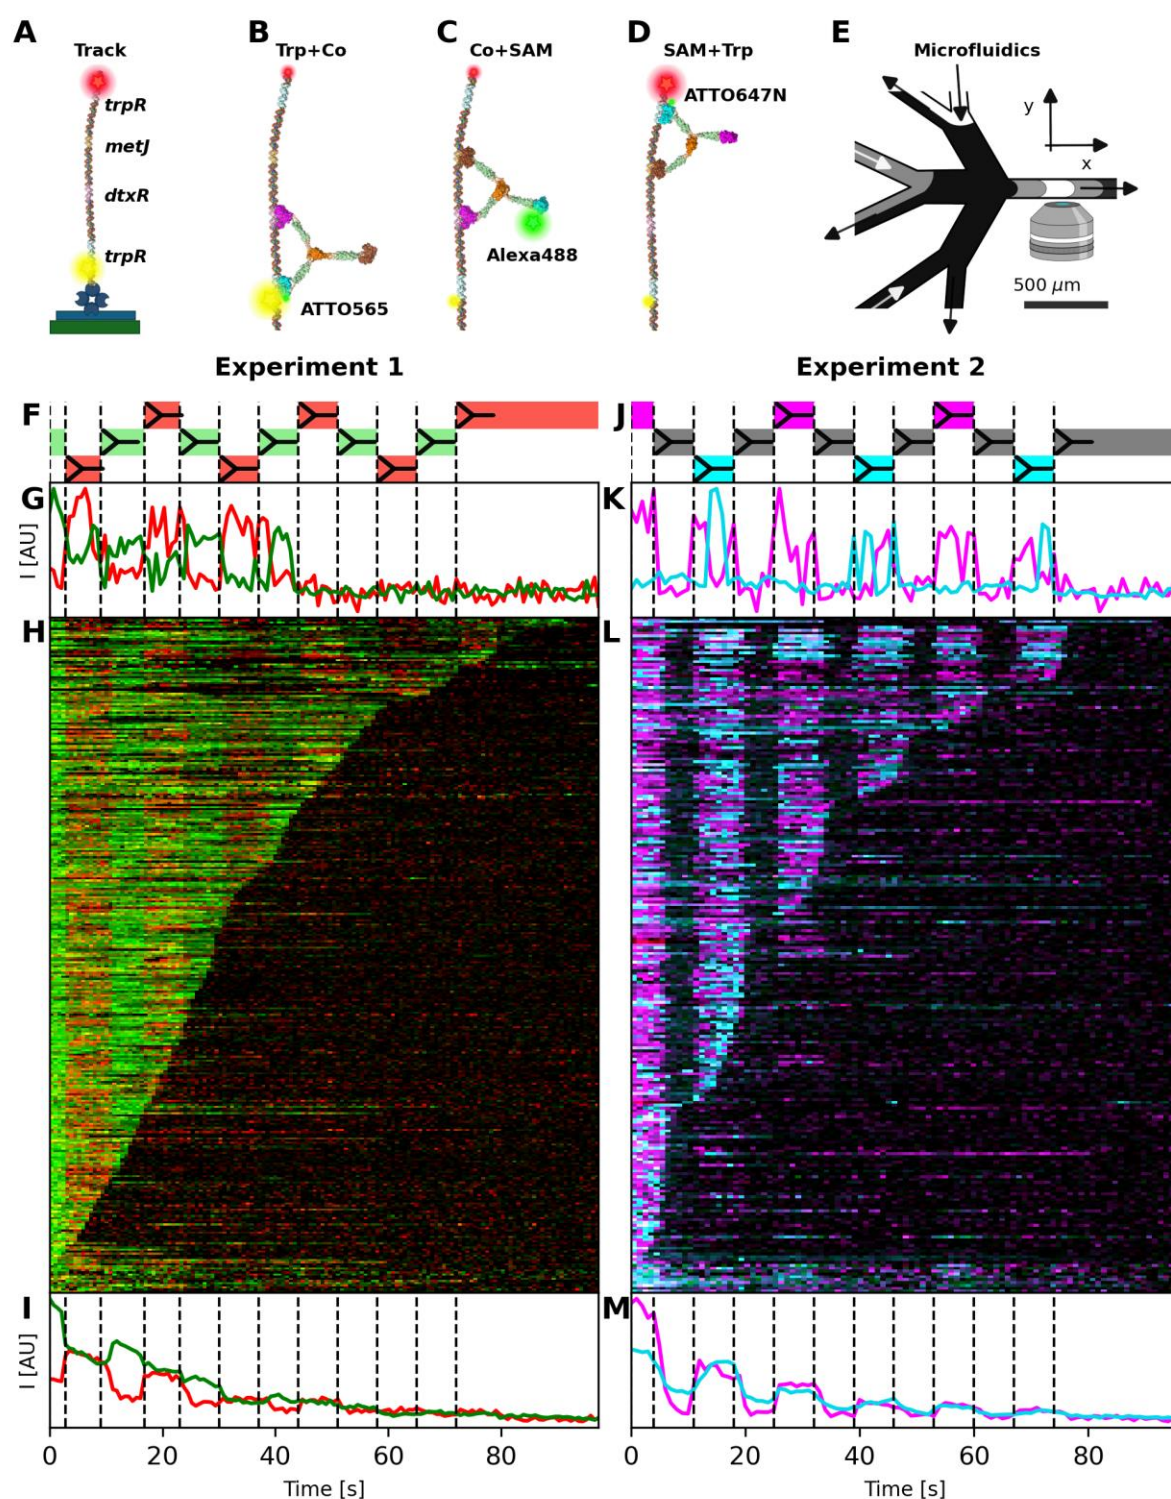 A
Track
trpR
metJ
dtxR
trpR
B
Trp+Co
ATTO565
C
Co+SAM
Alexa488
D
SAM+Trp
ATTO647N
E
Microfluidics
y
x
500 μm
Experiment 1
Experiment 2
F
J
G
I [AU]
K
H
L
I
I [AU]
M
0 20 40 60 80
Time [s]
0 20 40 60 80
Time [s]